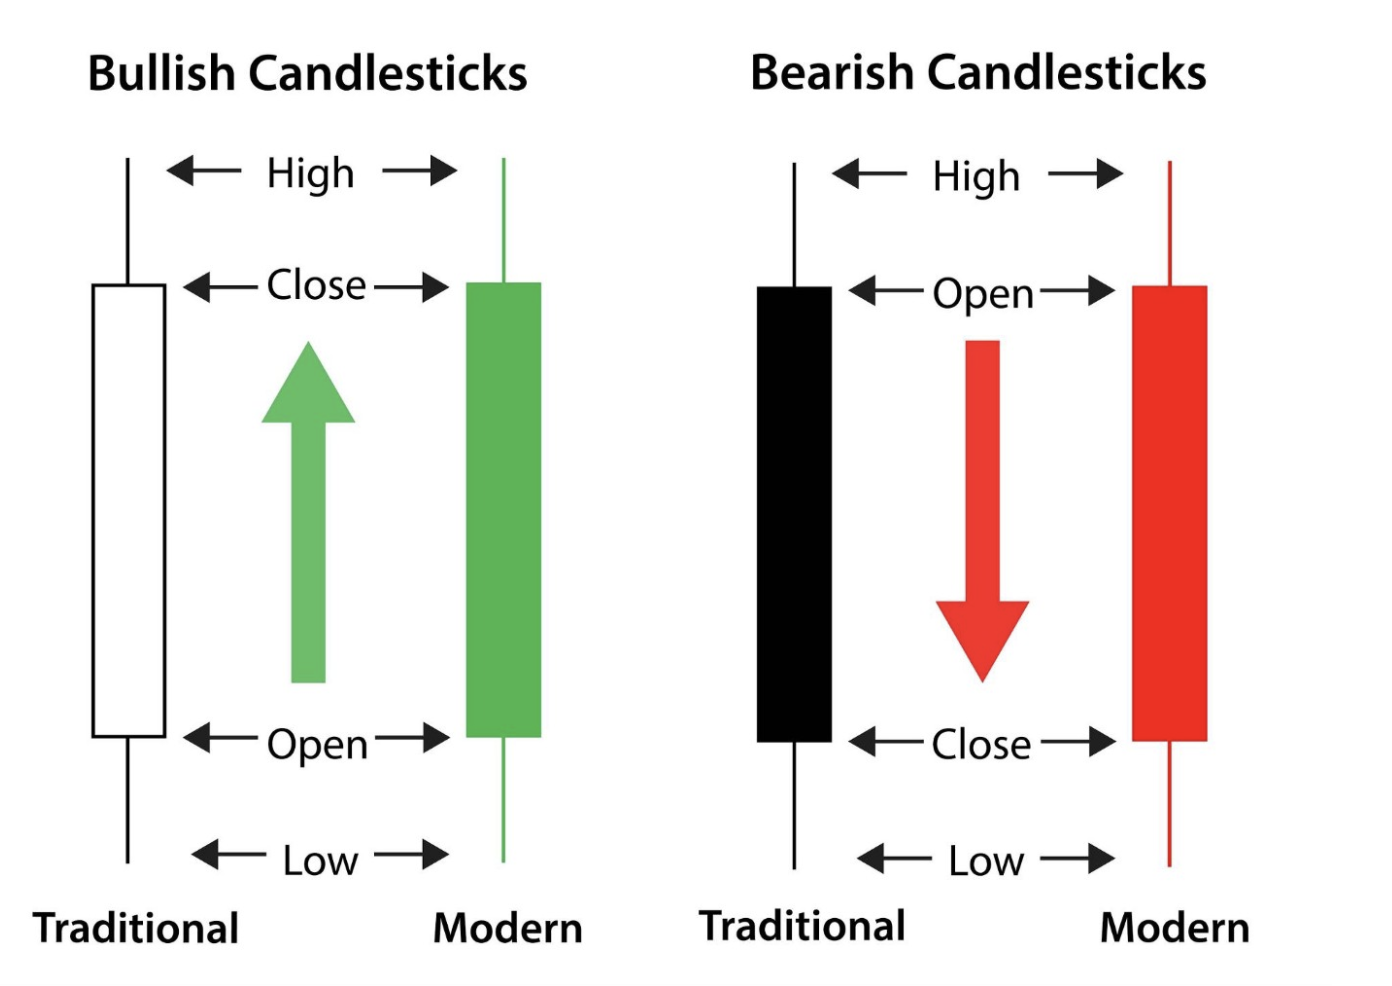 Bullish Candlesticks
High
Close
Open
Low
Traditional
Modern
Bearish Candlesticks
High
Open
Close
Low
Traditional
Modern